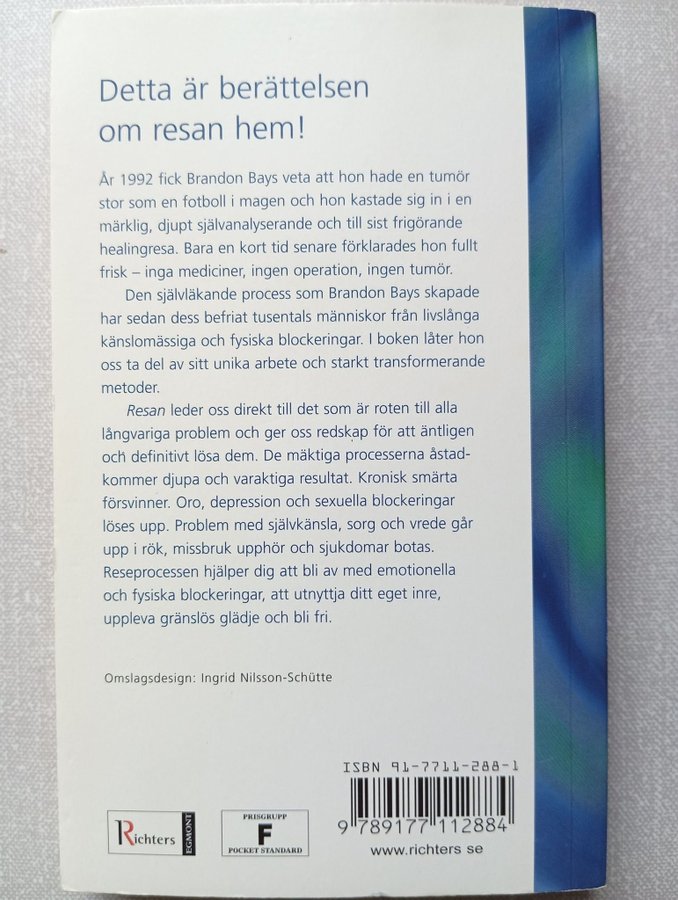 Detta är berättelsen
om resan hem!
År 1992 fick Brandon Bays veta att hon hade en tumör
stor som en fotboll i magen och hon kastade sig in i en
märklig, djupt självanalyserande och till sist frigörande
healingresa. Bara en kort tid senare förklarades hon fullt
frisk – inga mediciner, ingen operation, ingen tumör.
Den självläkande process som Brandon Bays skapade
har sedan dess befriat tusentals människor från livslånga
känslomässiga och fysiska blockeringar. I boken låter hon
oss ta del av sitt unika arbete och starkt transformerande
metoder.
Resan leder oss direkt till det som är roten till alla
långvariga problem och ger oss redskap för att äntligen
och definitivt lösa dem. De mäktiga processerna åstad-
kommer djupa och varaktiga resultat. Kronisk smärta
försvinner. Oro, depression och sexuella blockeringar
löses upp. Problem med självkänsla, sorg och vrede går
upp i rök, missbruk upphör och sjukdomar botas.
Reseprocessen hjälper dig att bli av med emotionella
och fysiska blockeringar, att utnyttja ditt eget inre,
uppleva gränslös glädje och bli fri.
Omslagsdesign: Ingrid Nilsson-Schütte
ISBN 91-7711-288-1
9 789177 112884
www.richters se
Richters
EGMONT
PRISGRUPP
F
POCKET STANDARD